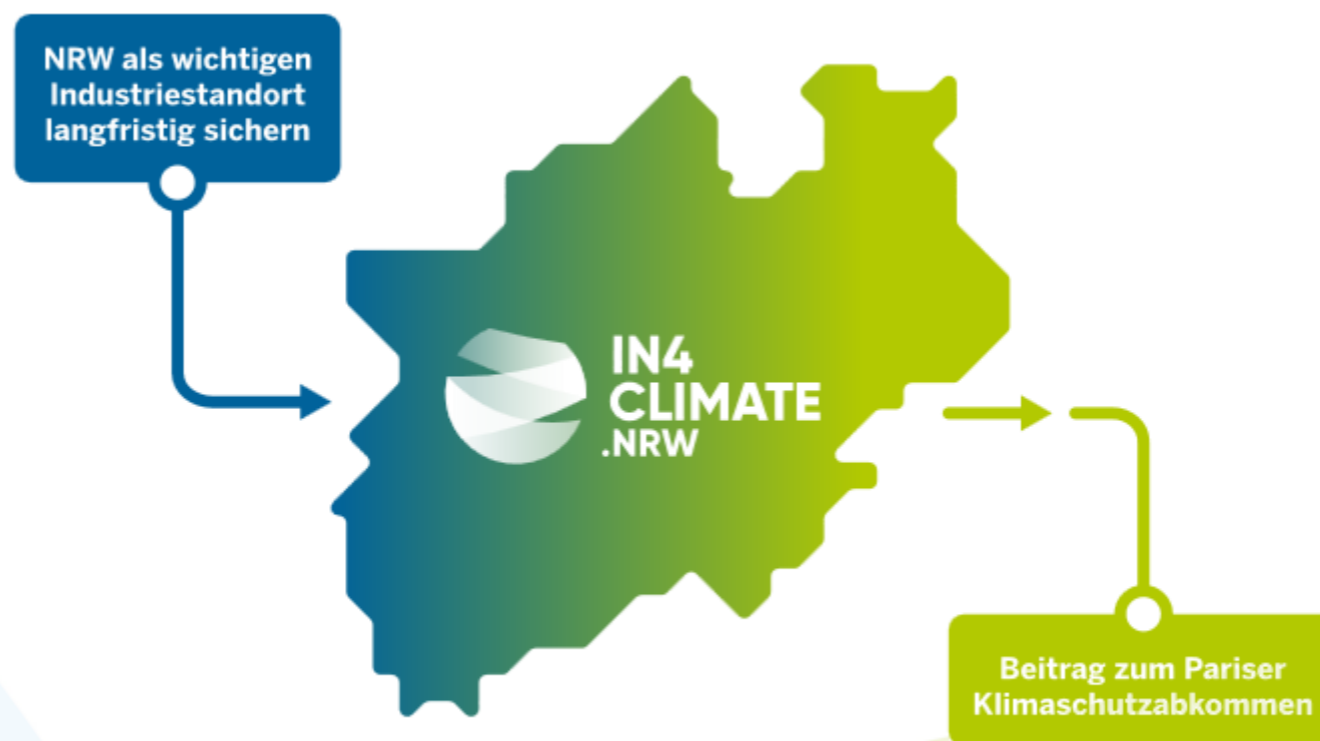 NRW als wichtigen
Industriestandort
langfristig sichern
IN4
CLIMATE
.NRW
Beitrag zum Pariser
Klimaschutzabkommen